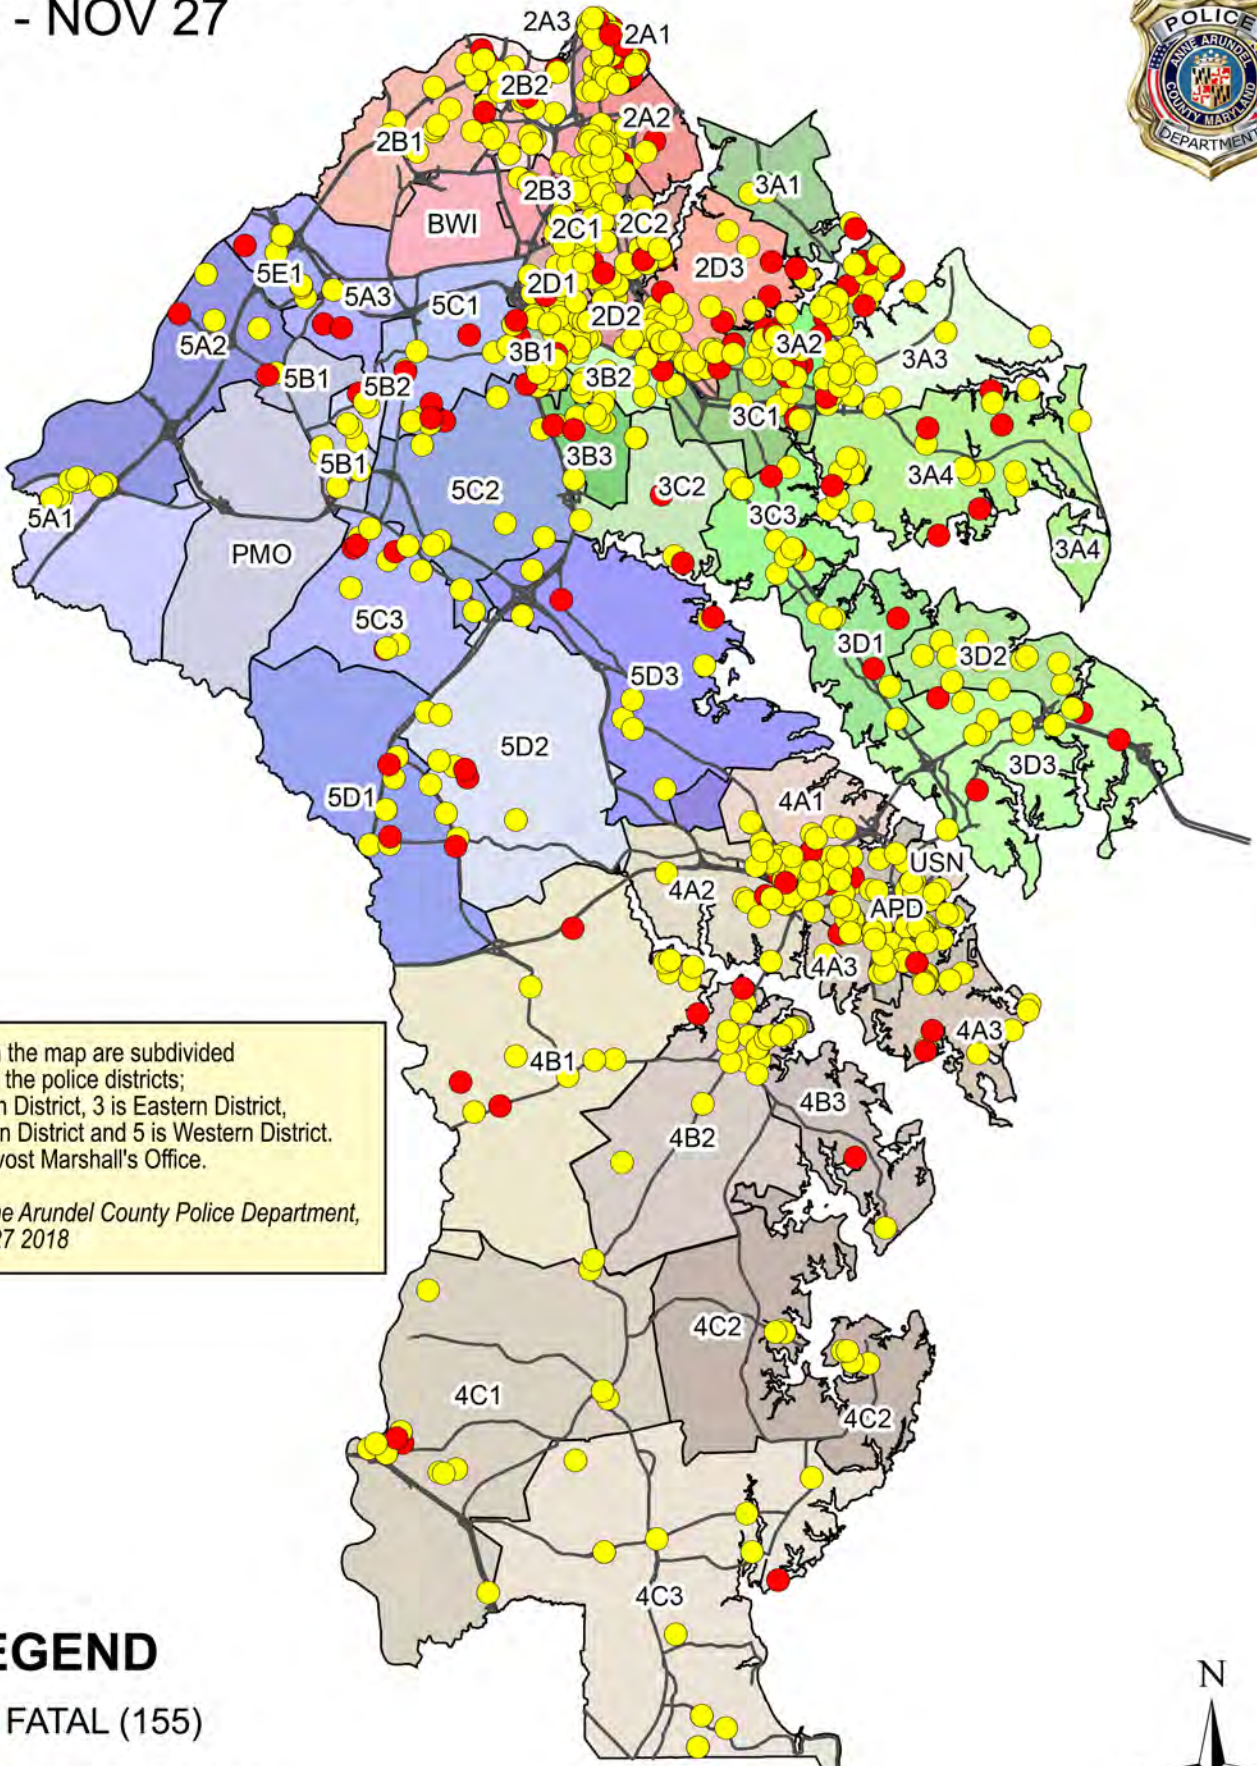 - NOV 27
POLICE
ANNE ARUNDEL
COUNTY MARYLAND
DEPARTMENT
2A3
2A1
2B2
2A2
2B1
3A1
2B3
BWI
2C1
2C2
2D3
5E1
2D1
5A3
5C1
2D2
5A2
3B1
3A2
3A3
5B1
5B2
3B2
3C1
3B3
5B1
3A4
5C2
3C2
5A1
3C3
3A4
PMO
5C3
3D1
3D2
5D3
5D2
3D3
5D1
4A1
USN
4A2
APD
4A3
4A3
4B1
4B3
4B2
n the map are subdivided
the police districts;
n District, 3 is Eastern District,
rn District and 5 is Western District.
vost Marshall's Office.
ne Arundel County Police Department,
27 2018
4C2
4C1
4C2
4C3
EGEND
FATAL (155)
N